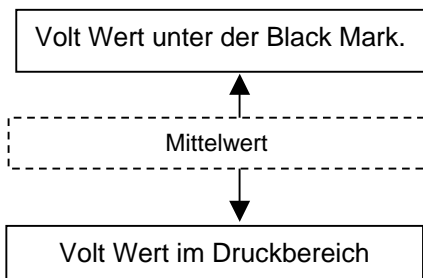 Volt Wert unter der Black Mark.
Mittelwert
Volt Wert im Druckbereich